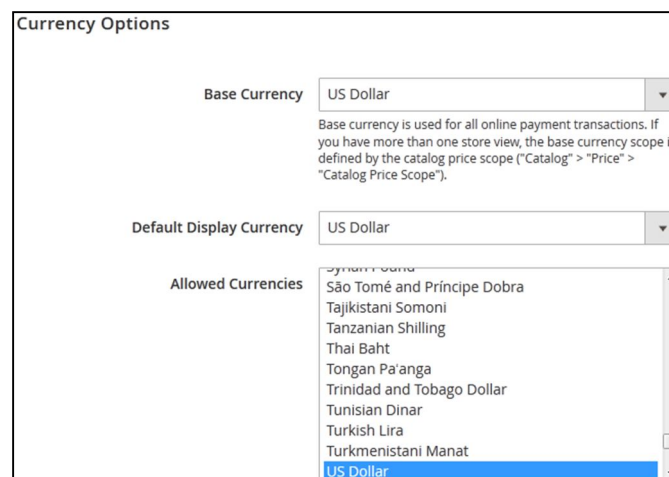 Currency Options
Base Currency
US Dollar
Base currency is used for all online payment transactions. If
you have more than one store view, the base currency scope i
defined by the catalog price scope ("Catalog" > "Price" >
"Catalog Price Scope").
Default Display Currency
US Dollar
Allowed Currencies
São Tomé and Príncipe Dobra
Tajikistani Somoni
Tanzanian Shilling
Thai Baht
Tongan Paʻanga
Trinidad and Tobago Dollar
Tunisian Dinar
Turkish Lira
Turkmenistani Manat
US Dollar